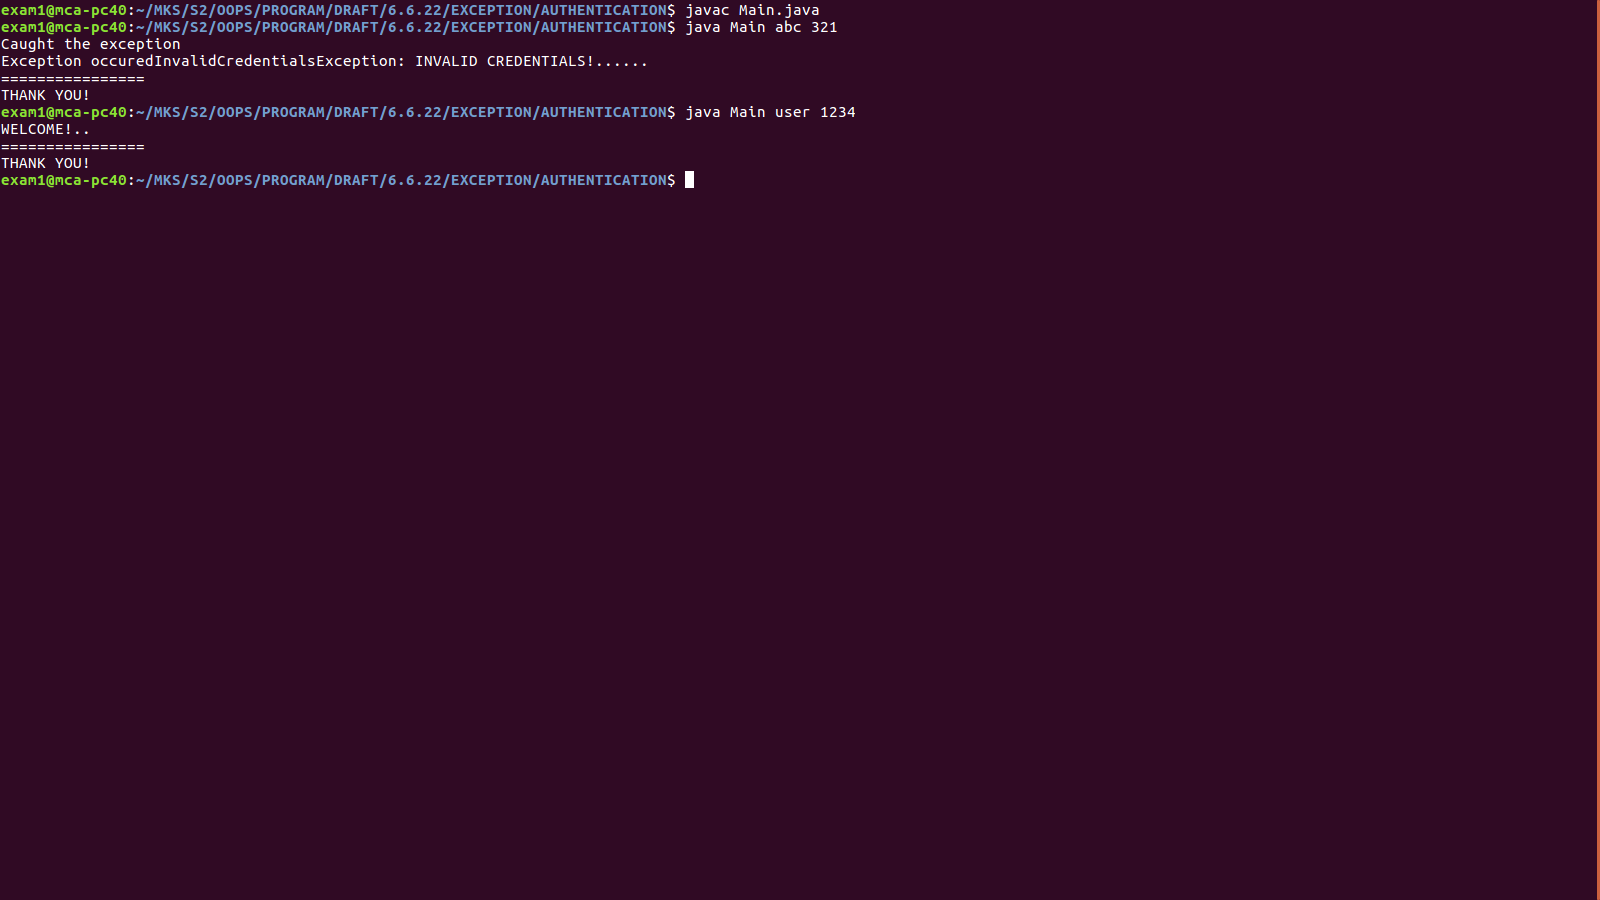 exam1@mca-pc40:~/MKS/S2/OOPS/PROGRAM/DRAFT/6.6.22/EXCEPTION/AUTHENTICATION$ javac Main.java
exam1@mca-pc40:~/MKS/S2/OOPS/PROGRAM/DRAFT/6.6.22/EXCEPTION/AUTHENTICATION$ java Main abc 321
Caught the exception
Exception occuredInvalidCredentialsException: INVALID CREDENTIALS!......
================
THANK YOU!
exam1@mca-pc40:~/MKS/S2/OOPS/PROGRAM/DRAFT/6.6.22/EXCEPTION/AUTHENTICATION$ java Main user 1234
WELCOME!..
================
THANK YOU!
exam1@mca-pc40:~/MKS/S2/OOPS/PROGRAM/DRAFT/6.6.22/EXCEPTION/AUTHENTICATION$